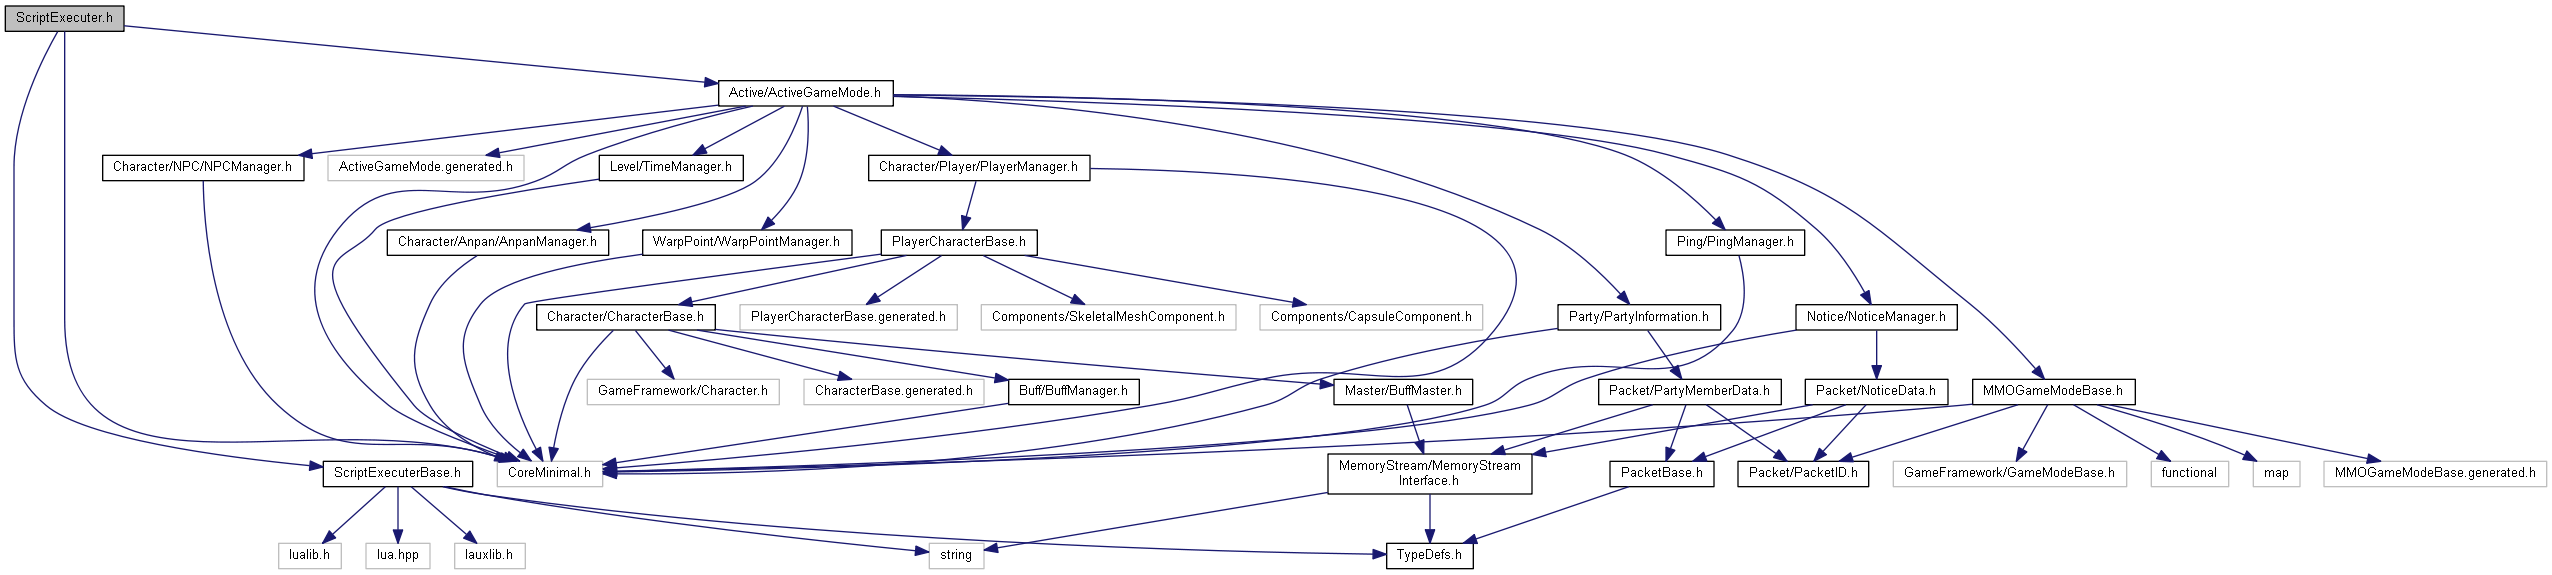 ScriptExecuter.h
Active/ActiveGameMode.h
Character/NPC/NPCManager.h
ActiveGameMode.generated.h
Level/TimeManager.h
Character/Player/PlayerManager.h
Character/Anpan/AnpanManager.h
WarpPoint/WarpPointManager.h
PlayerCharacterBase.h
Ping/PingManager.h
Character/CharacterBase.h
PlayerCharacterBase.generated.h
Components/SkeletalMeshComponent.h
Components/CapsuleComponent.h
Party/PartyInformation.h
Notice/NoticeManager.h
GameFramework/Character.h
CharacterBase.generated.h
Buff/BuffManager.h
Master/BuffMaster.h
Packet/PartyMemberData.h
Packet/NoticeData.h
MMOGameModeBase.h
ScriptExecuterBase.h
CoreMinimal.h
MemoryStream/MemoryStream
Interface.h
PacketBase.h
Packet/PacketID.h
GameFramework/GameModeBase.h
functional
map
MMOGameModeBase.generated.h
lualib.h
lua.hpp
lauxlib.h
string
TypeDefs.h